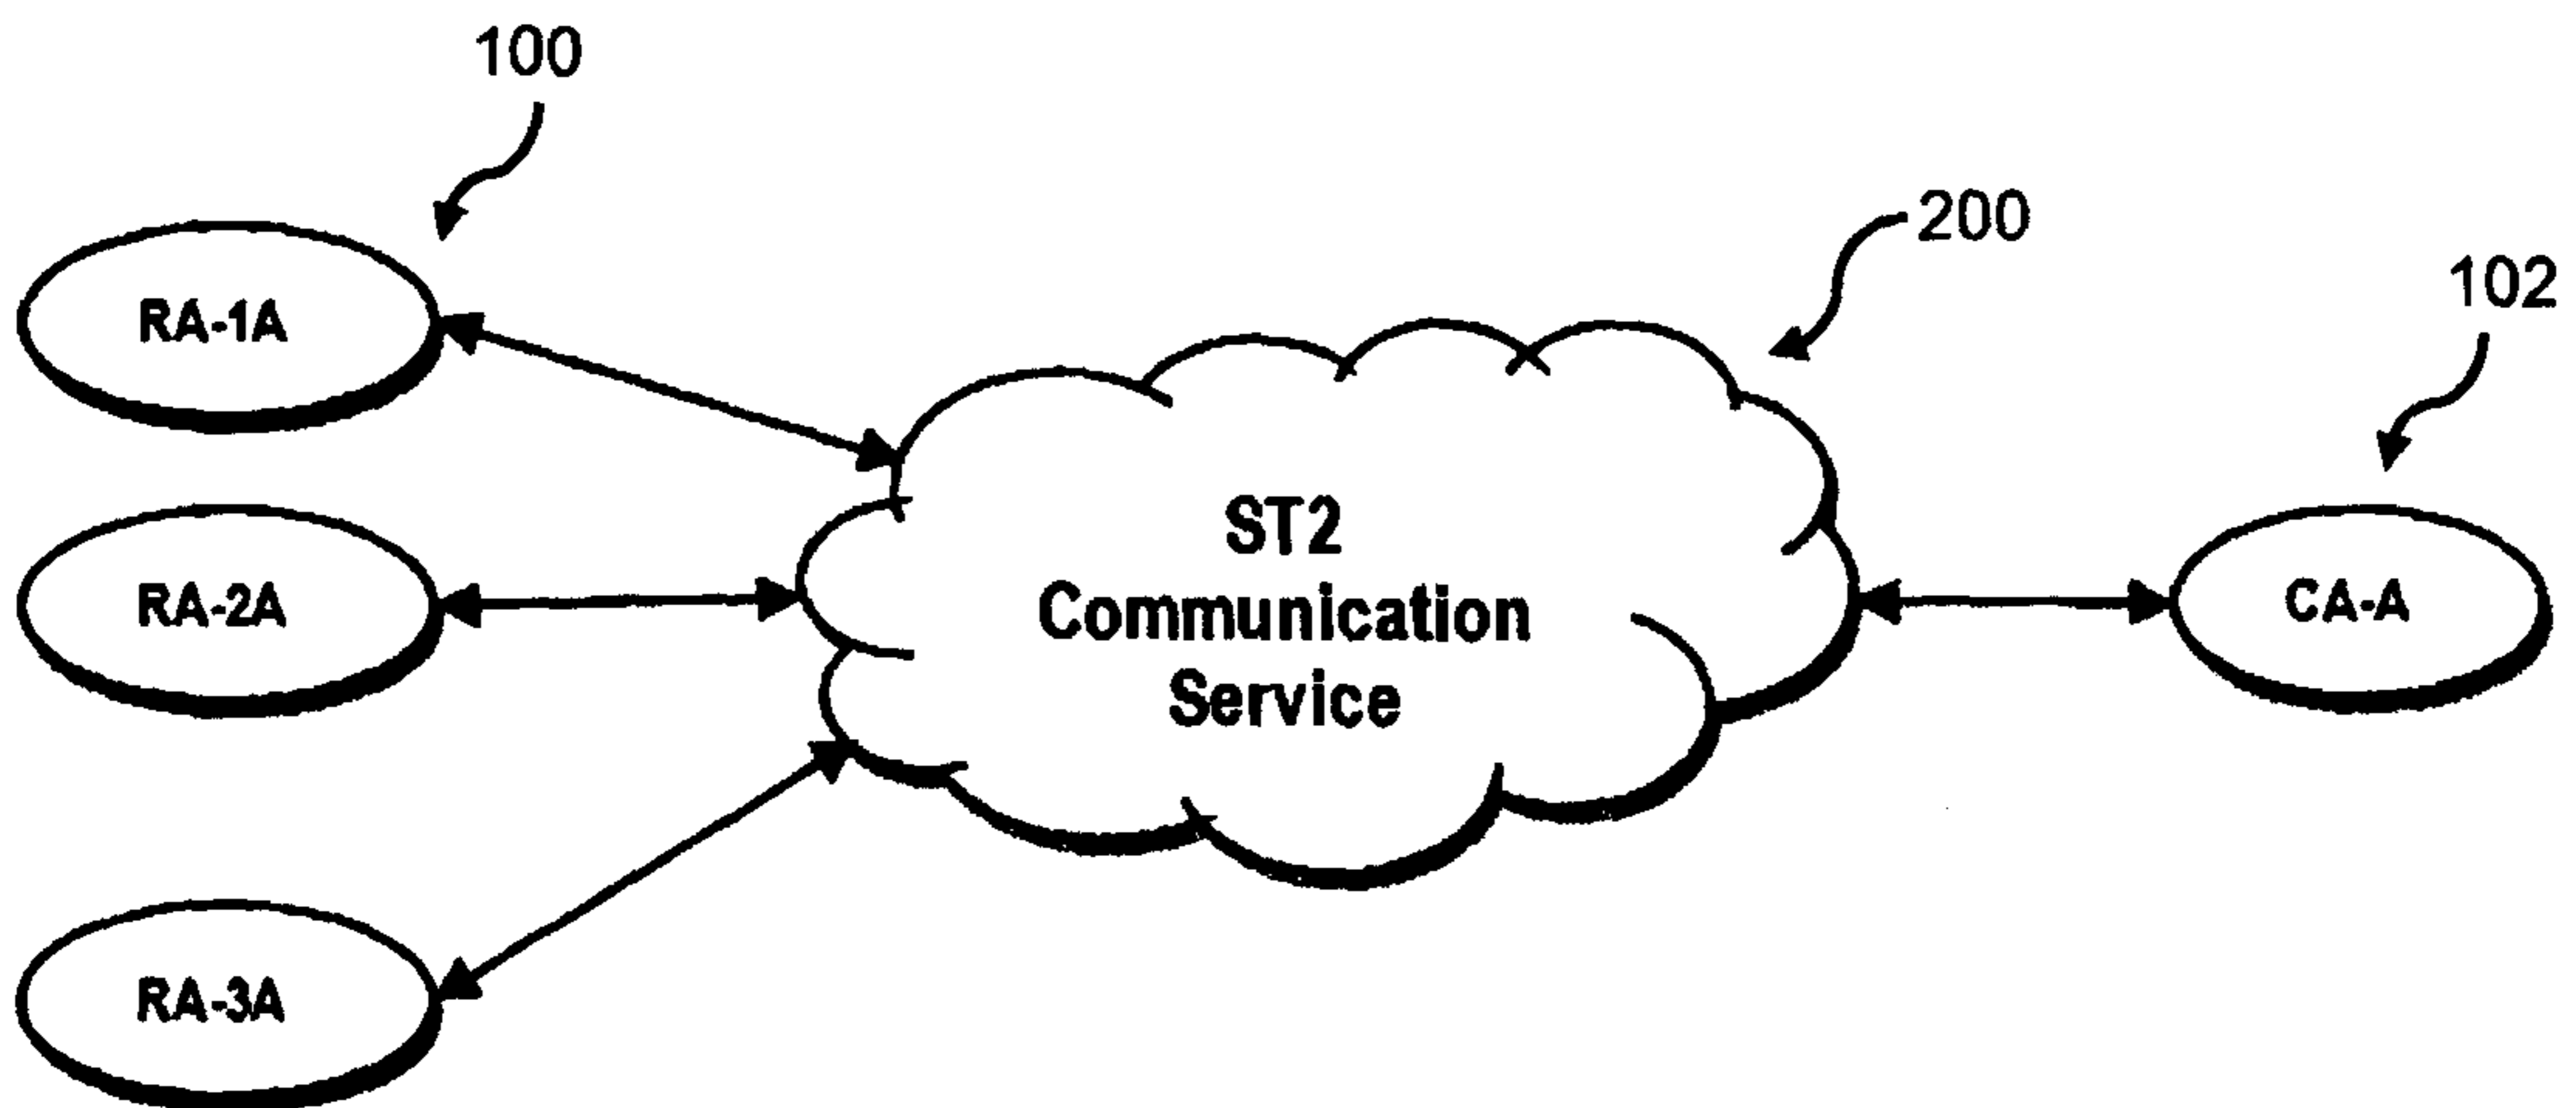 100
200
102
RA-1A
ST2
Communication
Service
RA-2A
CA-A
RA-3A